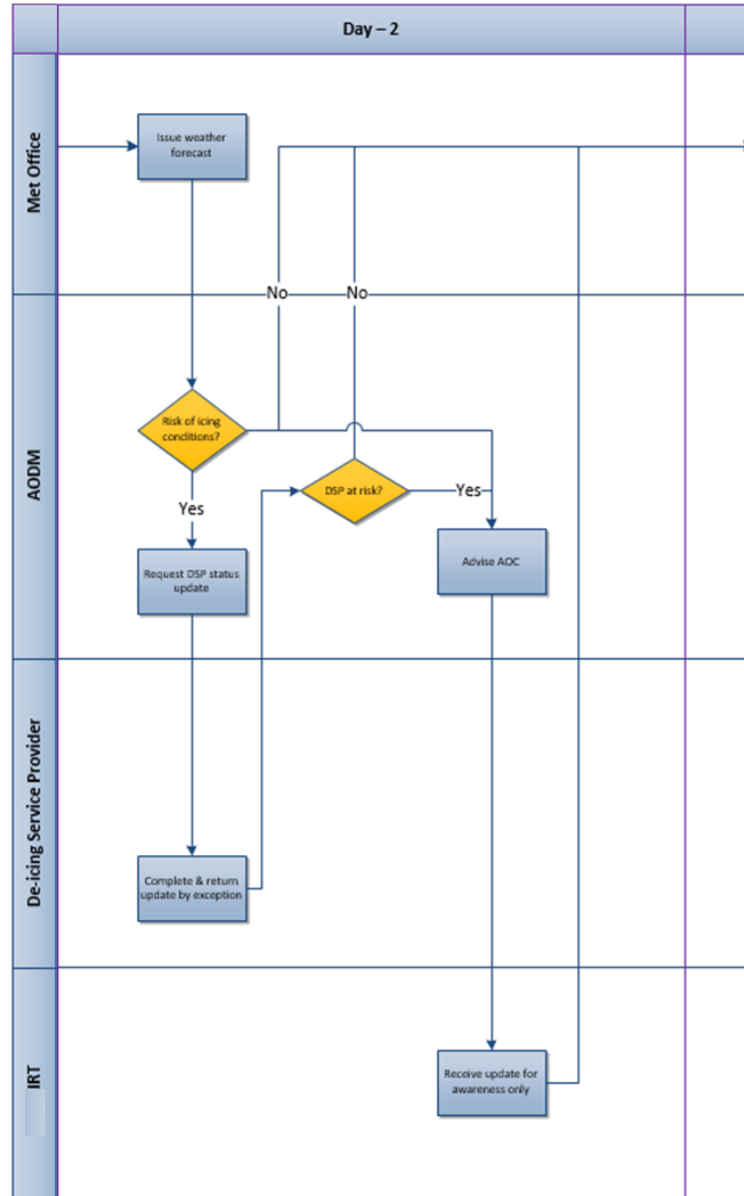 Day – 2
Met Office
Issue weather
forecast
No
No
AODM
Risk of icing
conditions?
DSP at risk?
Yes
Yes
Request DSP status
update
Advise AOC
De-icing Service Provider
Complete & return
update by exception
IRT
Receive update for
awareness only